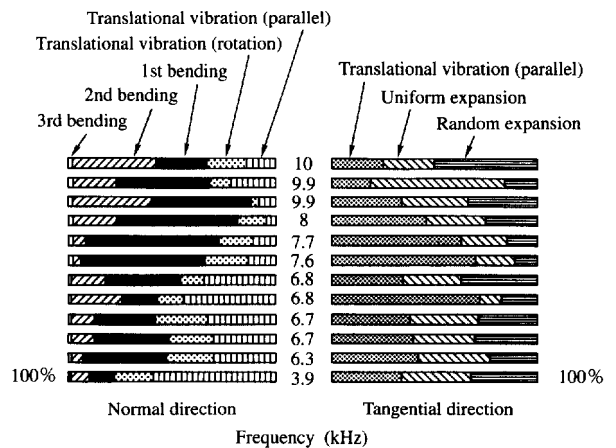 Translational vibration (parallel)
Translational vibration (rotation)
1st bending
2nd bending
3rd bending
Translational vibration (parallel)
Uniform expansion
Random expansion
10
9.9
9.9
8
7.7
7.6
6.8
6.8
6.7
6.7
6.3
100% 3.9 100%
Normal direction Tangential direction
Frequency (kHz)